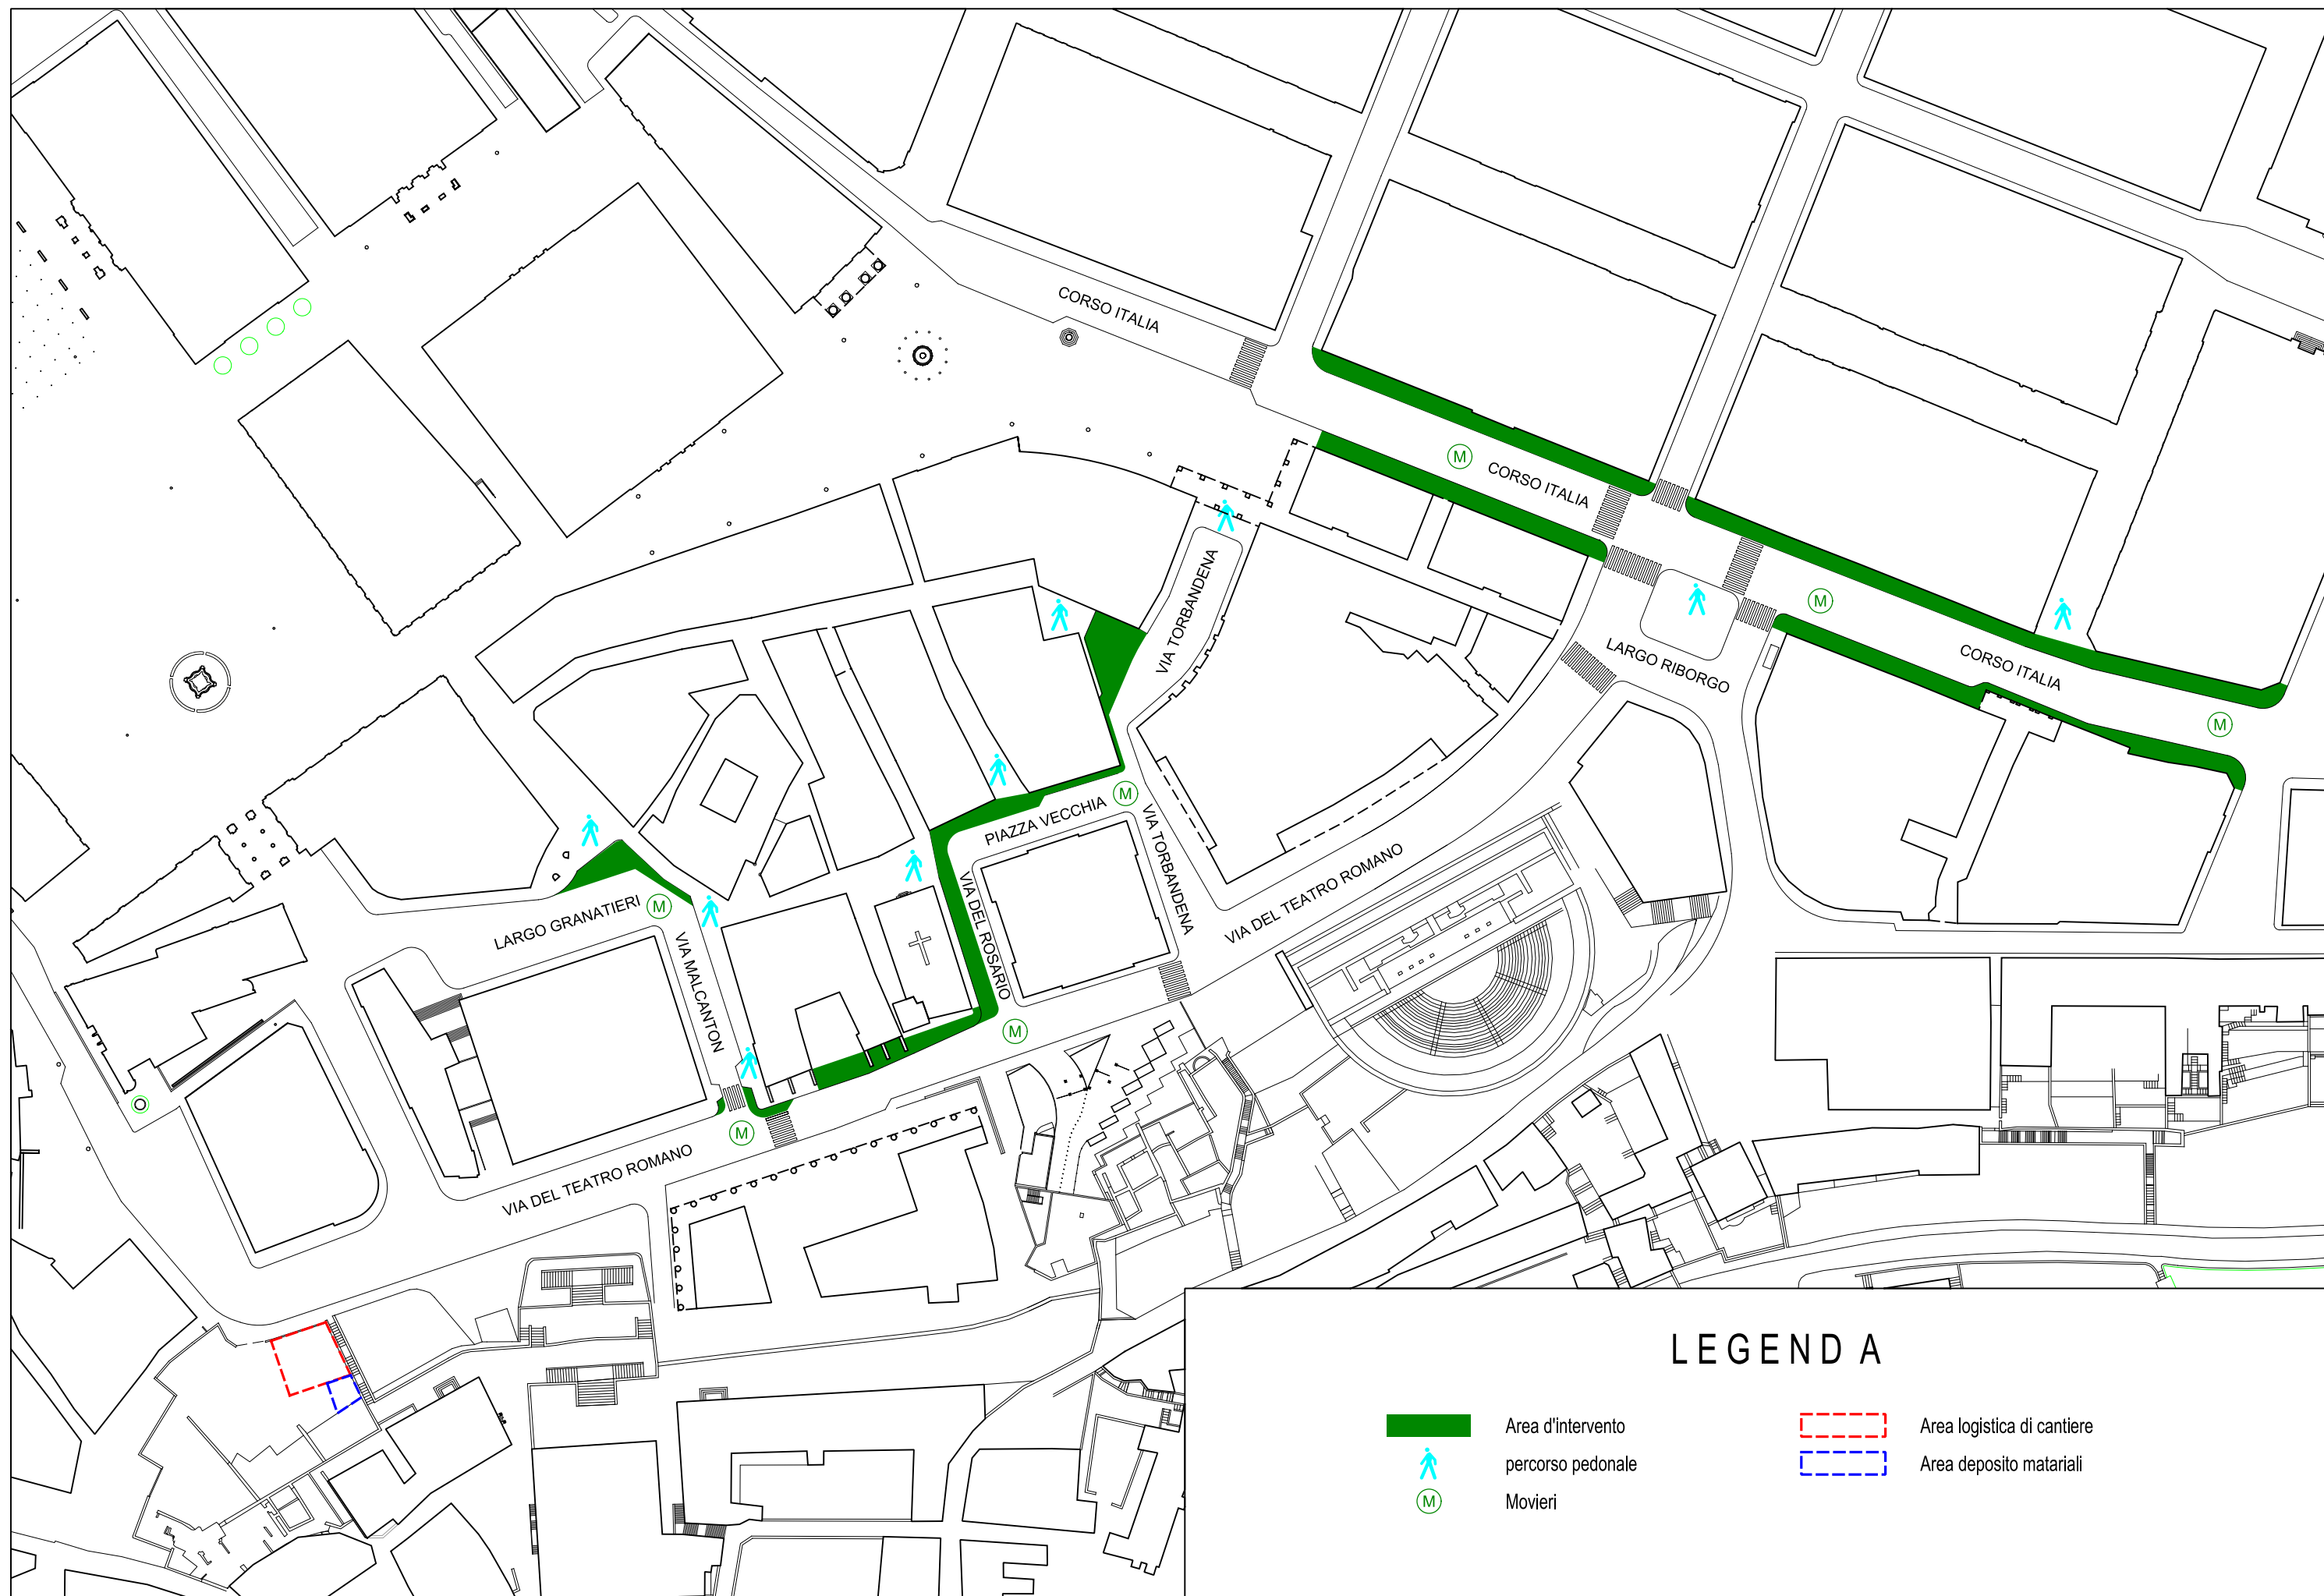 CORSO ITALIA
M
CORSO ITALIA
VIA TORBANDENA
M
LARGO RIBORGO
CORSO ITALIA
M
M
PIAZZA VECCHIA
VIA TORBANDENA
VIA DEL TEATRO ROMANO
VIA DEL ROSARIO
M
LARGO GRANATIERI
VIA MALCANTON
M
M
VIA DEL TEATRO ROMANO
LEGENDA
Area d'intervento
percorso pedonale
M Movieri
Area logistica di cantiere
Area deposito matariali